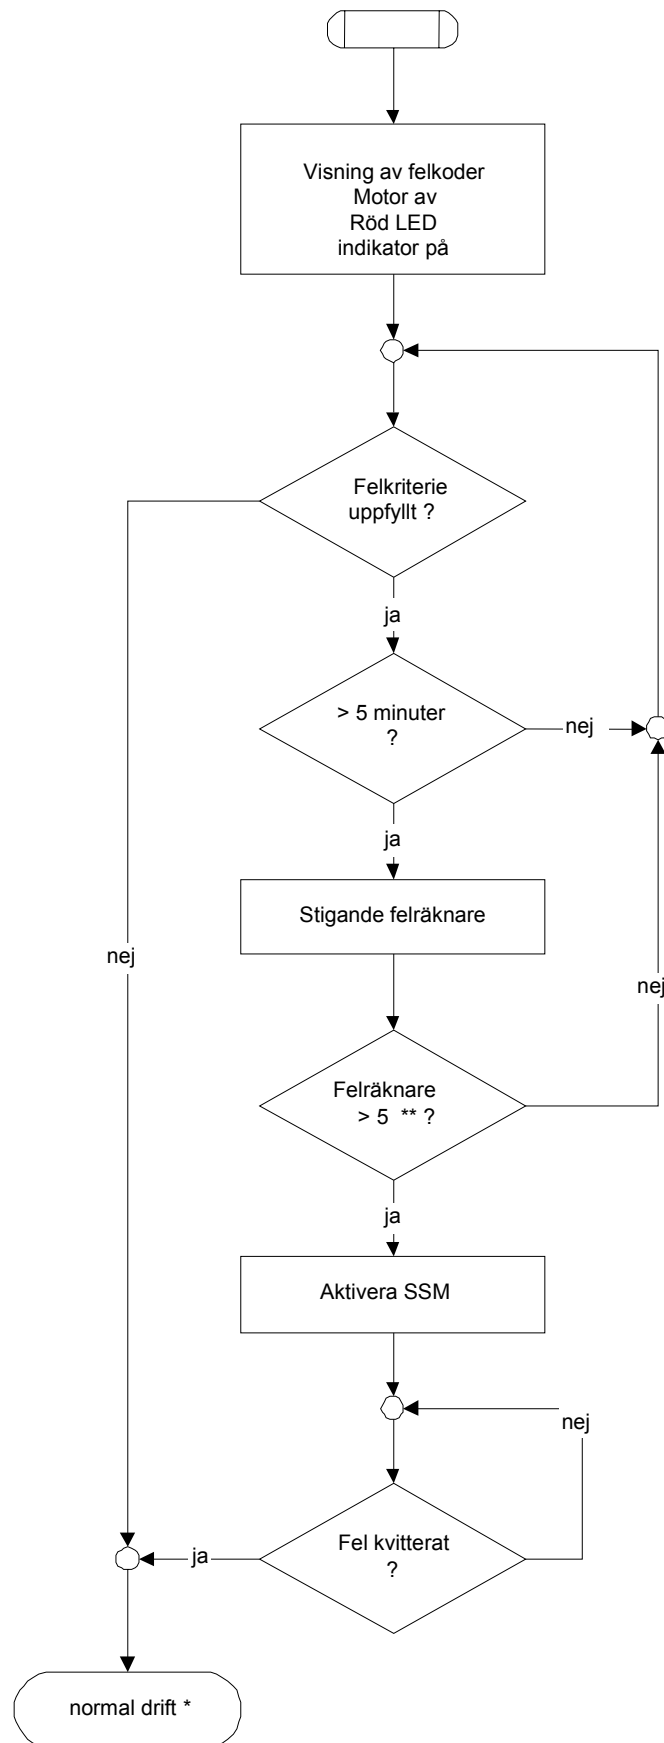 Visning av felkoder
Motor av
Röd LED
indikator på
Felkriterie
uppfyllt ?
ja
> 5 minuter
?
nej
ja
Stigande felräknare
nej
nej
Felräknare
> 5 ** ?
ja
Aktivera SSM
nej
Fel kvitterat
?
ja
normal drift *